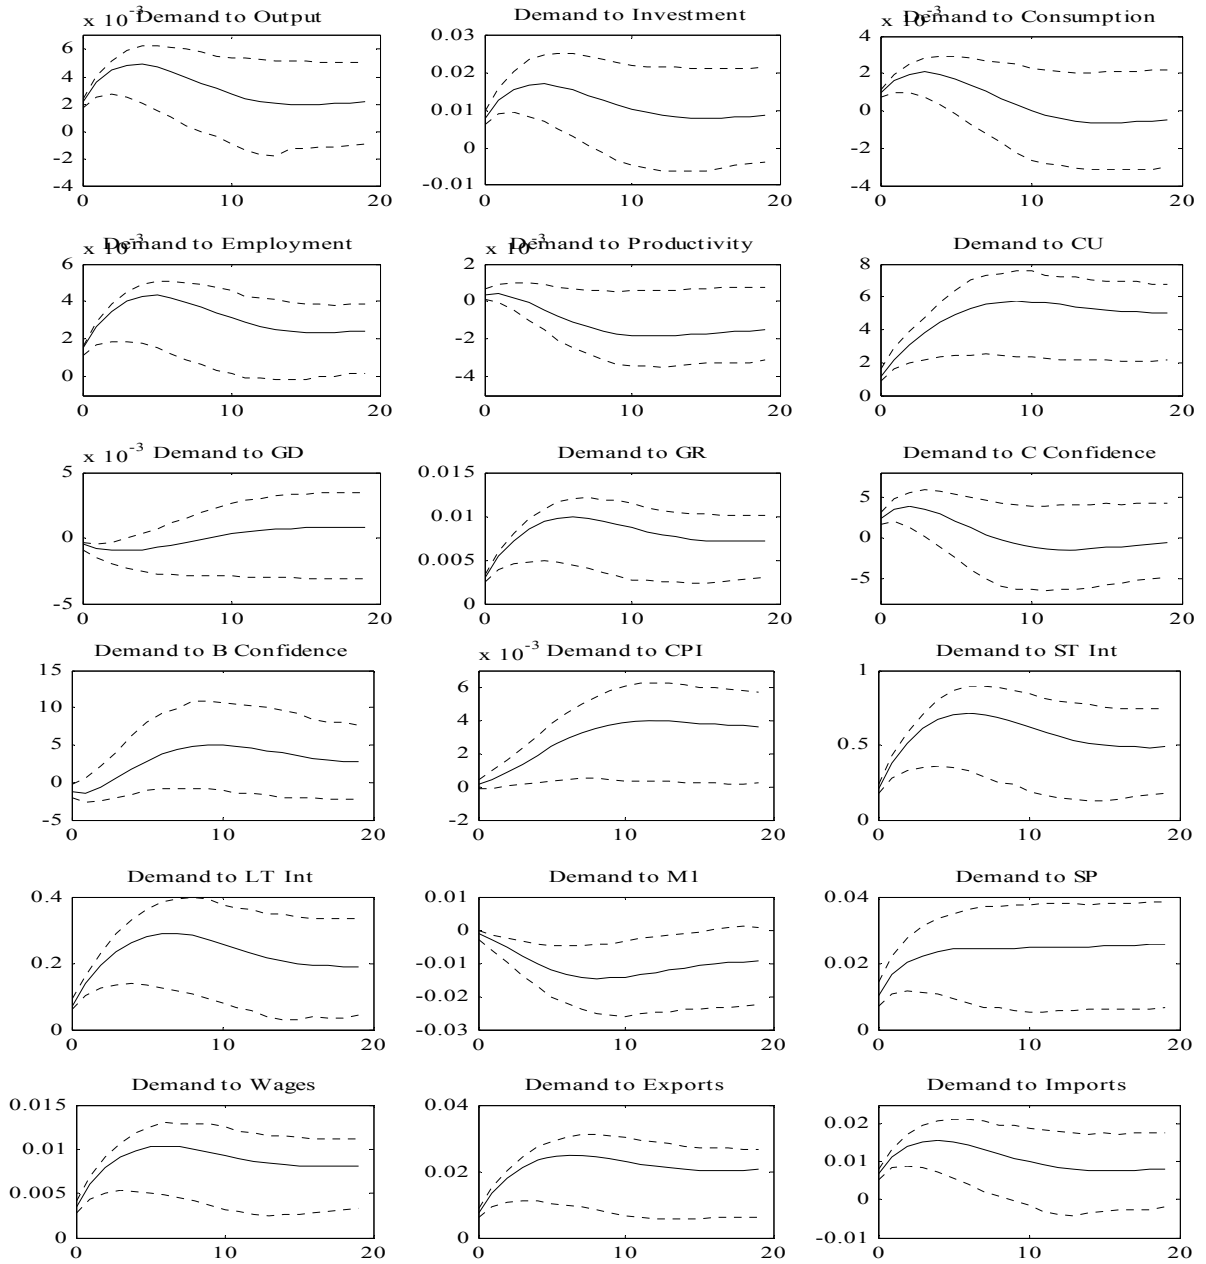 x 10-3 Demand to Output
6
4
2
0
-2
-4
0 10 20
Demand to Investment
0.03
0.02
0.01
0
-0.01
0 10 20
x 10-3 Demand to Consumption
4
2
0
-2
-4
0 10 20
x 10-3 Demand to Employment
6
4
2
0
0 10 20
x 10-3 Demand to Productivity
2
0
-2
-4
0 10 20
Demand to CU
8
6
4
2
0
0 10 20
x 10-3 Demand to GD
5
0
-5
0 10 20
Demand to GR
0.015
0.01
0.005
0
0 10 20
Demand to C Confidence
5
0
-5
0 10 20
Demand to B Confidence
15
10
5
0
-5
0 10 20
x 10-3 Demand to CPI
6
4
2
0
-2
0 10 20
Demand to ST Int
1
0.5
0
0 10 20
Demand to LT Int
0.4
0.2
0
0 10 20
Demand to M1
0.01
0
-0.01
-0.02
-0.03
0 10 20
Demand to SP
0.04
0.02
0
0 10 20
Demand to Wages
0.015
0.01
0.005
0
0 10 20
Demand to Exports
0.04
0.02
0
0 10 20
Demand to Imports
0.02
0.01
0
-0.01
0 10 20